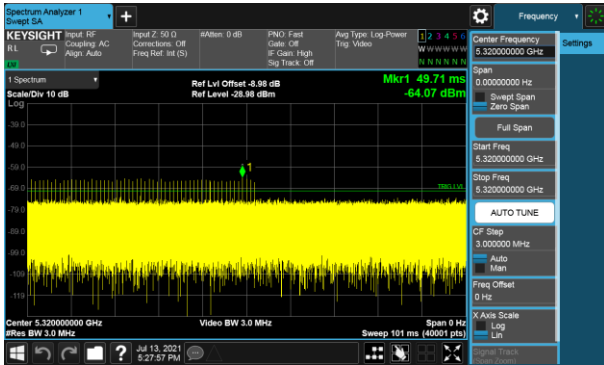 Spectrum Analyzer 1
Swept SA
Frequency
KEYSIGHT
RL
Input: RF
Coupling: AC
Align: Auto
Input Z: 50 Ω
Corrections: Off
Freq Ref: Int (S)
#Atten: 0 dB
PNO: Fast
Gate: Off
IF Gain: High
Sig Track: Off
Avg Type: Log-Power
Trig: Video
1 2 3 4 5 6
W W W W W W
N N N N N N
Center Frequency
5.320000000 GHz
Settings
Span
0.00000000 Hz
Swept Span
Zero Span
Full Span
Start Freq
5.320000000 GHz
Stop Freq
5.320000000 GHz
AUTO TUNE
CF Step
3.000000 MHz
Auto
Man
Freq Offset
0 Hz
X Axis Scale
Log
Lin
Signal Track
(Span Zoom)
1 Spectrum
Scale/Div 10 dB
Log
Ref Lvl Offset -8.98 dB
Ref Level -28.98 dBm
Mkr1 49.71 ms
-64.07 dBm
-39.0
-49.0
-59.0
-69.0
-79.0
-89.0
-99.0
-109
-119
1
TRIG LVL
Center 5.320000000 GHz
#Res BW 3.0 MHz
Video BW 3.0 MHz
Span 0 Hz
Sweep 101 ms (40001 pts)
?
Jul 13, 2021
5:27:57 PM